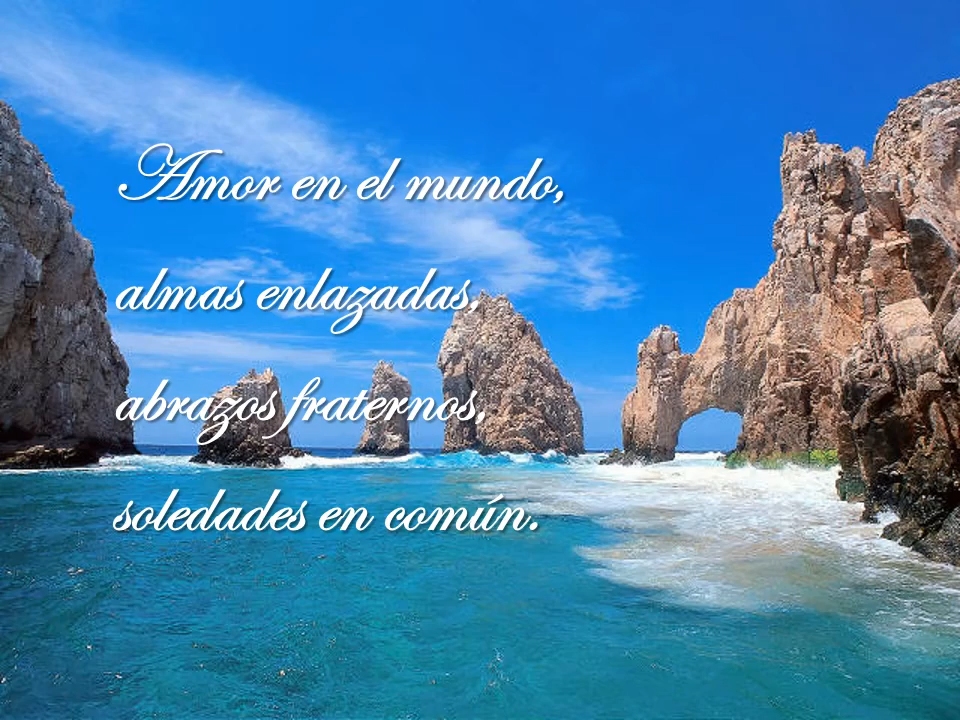 Amor en el mundo,
almas enlazadas,
abrazos fraternos,
soledades en común.